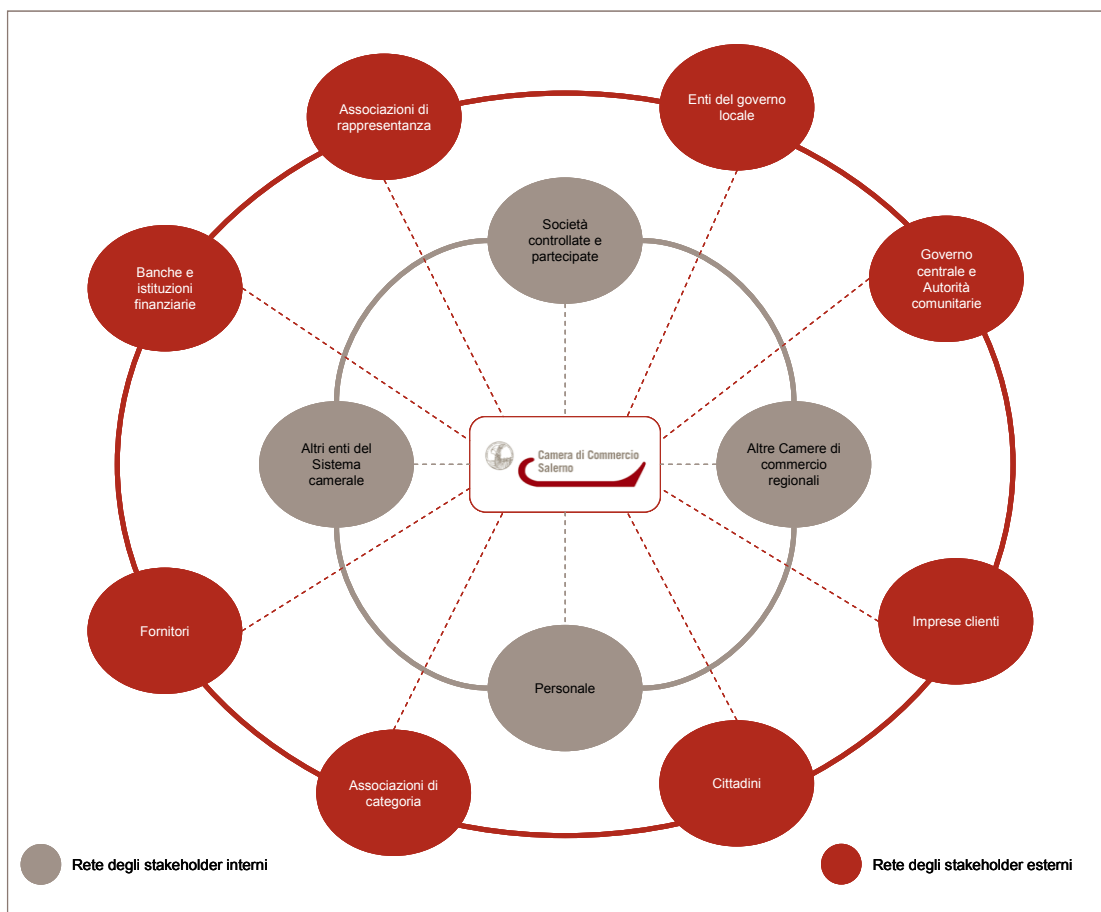 Associazioni di
rappresentanza
Enti del governo
locale
Società
controllate e
partecipate
Banche e
istituzioni
finanziarie
Governo
centrale e
Autorità
comunitarie
Altri enti del
Sistema
camerale
Camera di Commercio
Salerno
Altre Camere di
commercio
regionali
Fornitori
Imprese clienti
Personale
Associazioni di
categoria
Cittadini
Rete degli stakeholder interni
Rete degli stakeholder esterni